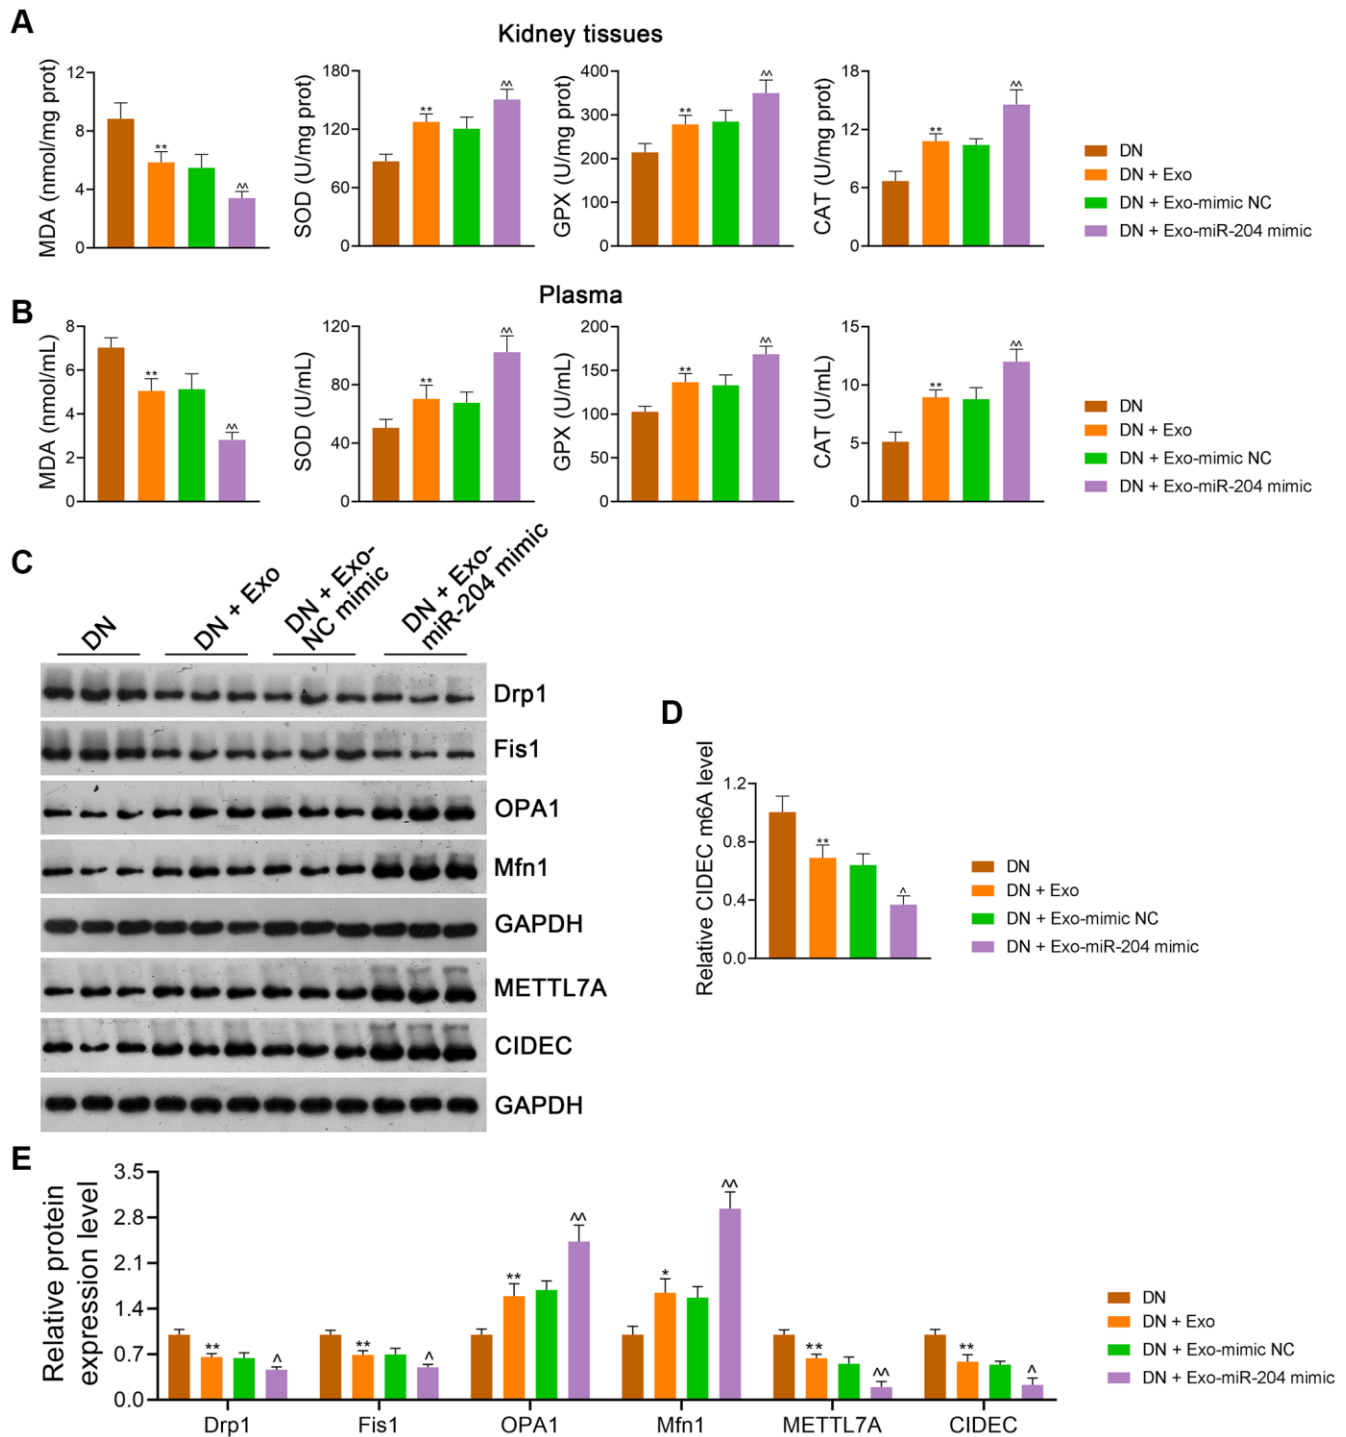 A
Kidney tissues
MDA (nmol/mg prot)
12
8
4
0
**
^^
SOD (U/mg prot)
180
120
60
0
**
^^
GPX (U/mg prot)
400
300
200
100
0
**
^^
CAT (U/mg prot)
18
12
6
0
**
^^
DN
DN + Exo
DN + Exo-mimic NC
DN + Exo-miR-204 mimic
B
Plasma
MDA (nmol/mL)
8
6
4
2
0
**
^^
SOD (U/mL)
120
80
40
0
**
^^
GPX (U/mL)
200
150
100
50
0
**
^^
CAT (U/mL)
15
10
5
0
**
^^
DN
DN + Exo
DN + Exo-mimic NC
DN + Exo-miR-204 mimic
C
DN
DN + Exo
DN + Exo-
NC mimic
DN + Exo-
miR-204 mimic
Drp1
Fis1
OPA1
Mfn1
GAPDH
METTL7A
CIDEC
GAPDH
D
Relative CIDEC m6A level
1.2
0.8
0.4
0.0
**
^
DN
DN + Exo
DN + Exo-mimic NC
DN + Exo-miR-204 mimic
E
Relative protein
expression level
3.5
2.8
2.1
1.4
0.7
0.0
**
^
**
^
**
^^
*
^^
**
^^
**
^
Drp1
Fis1
OPA1
Mfn1
METTL7A
CIDEC
DN
DN + Exo
DN + Exo-mimic NC
DN + Exo-miR-204 mimic